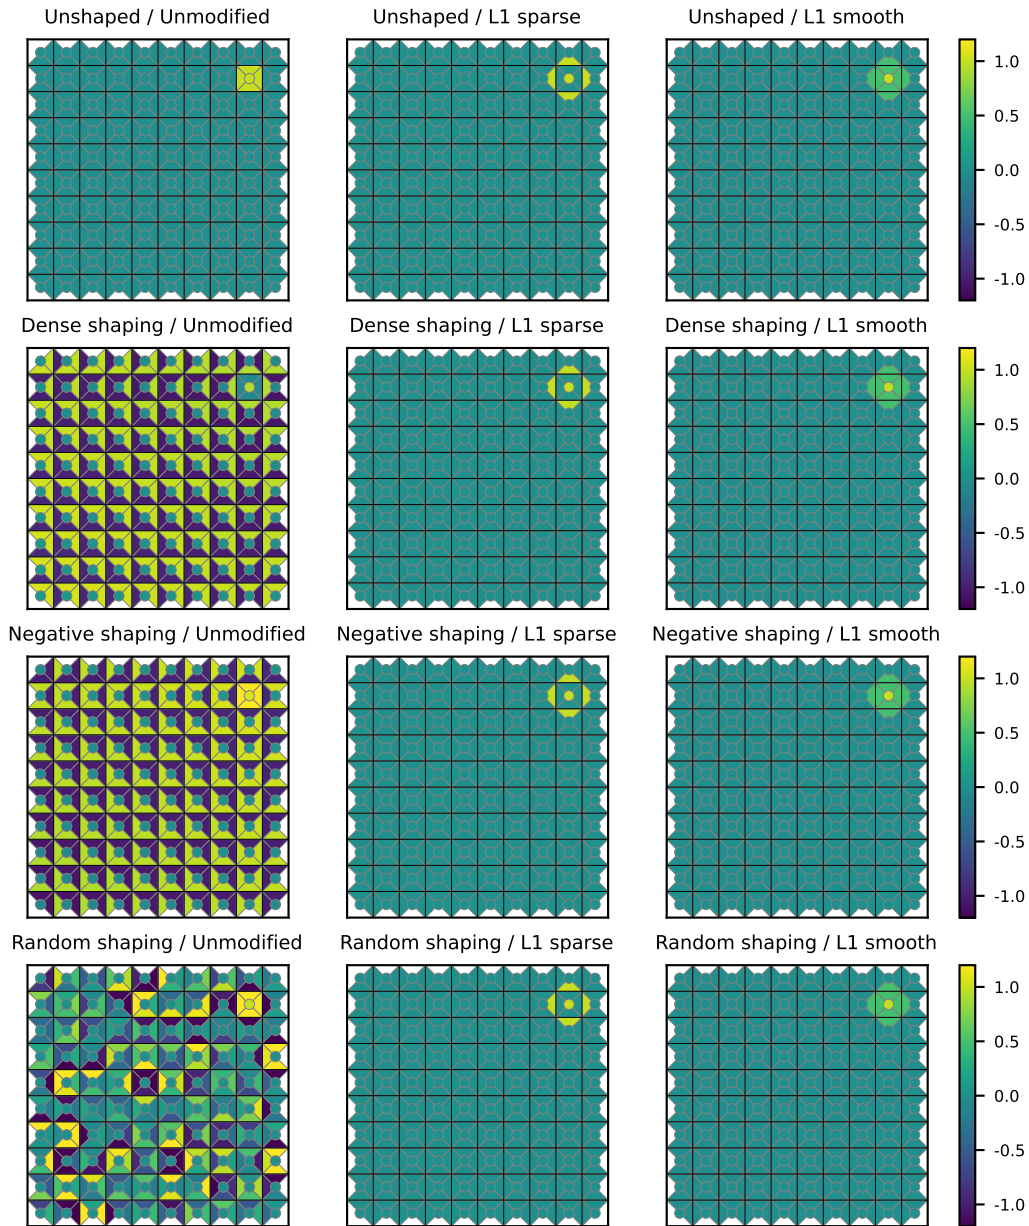 Unshaped / Unmodified
Unshaped / L1 sparse
Unshaped / L1 smooth
1.0
0.5
0.0
-0.5
-1.0
Dense shaping / Unmodified
Dense shaping / L1 sparse
Dense shaping / L1 smooth
1.0
0.5
0.0
-0.5
-1.0
Negative shaping / Unmodified
Negative shaping / L1 sparse
Negative shaping / L1 smooth
1.0
0.5
0.0
-0.5
-1.0
Random shaping / Unmodified
Random shaping / L1 sparse
Random shaping / L1 smooth
1.0
0.5
0.0
-0.5
-1.0